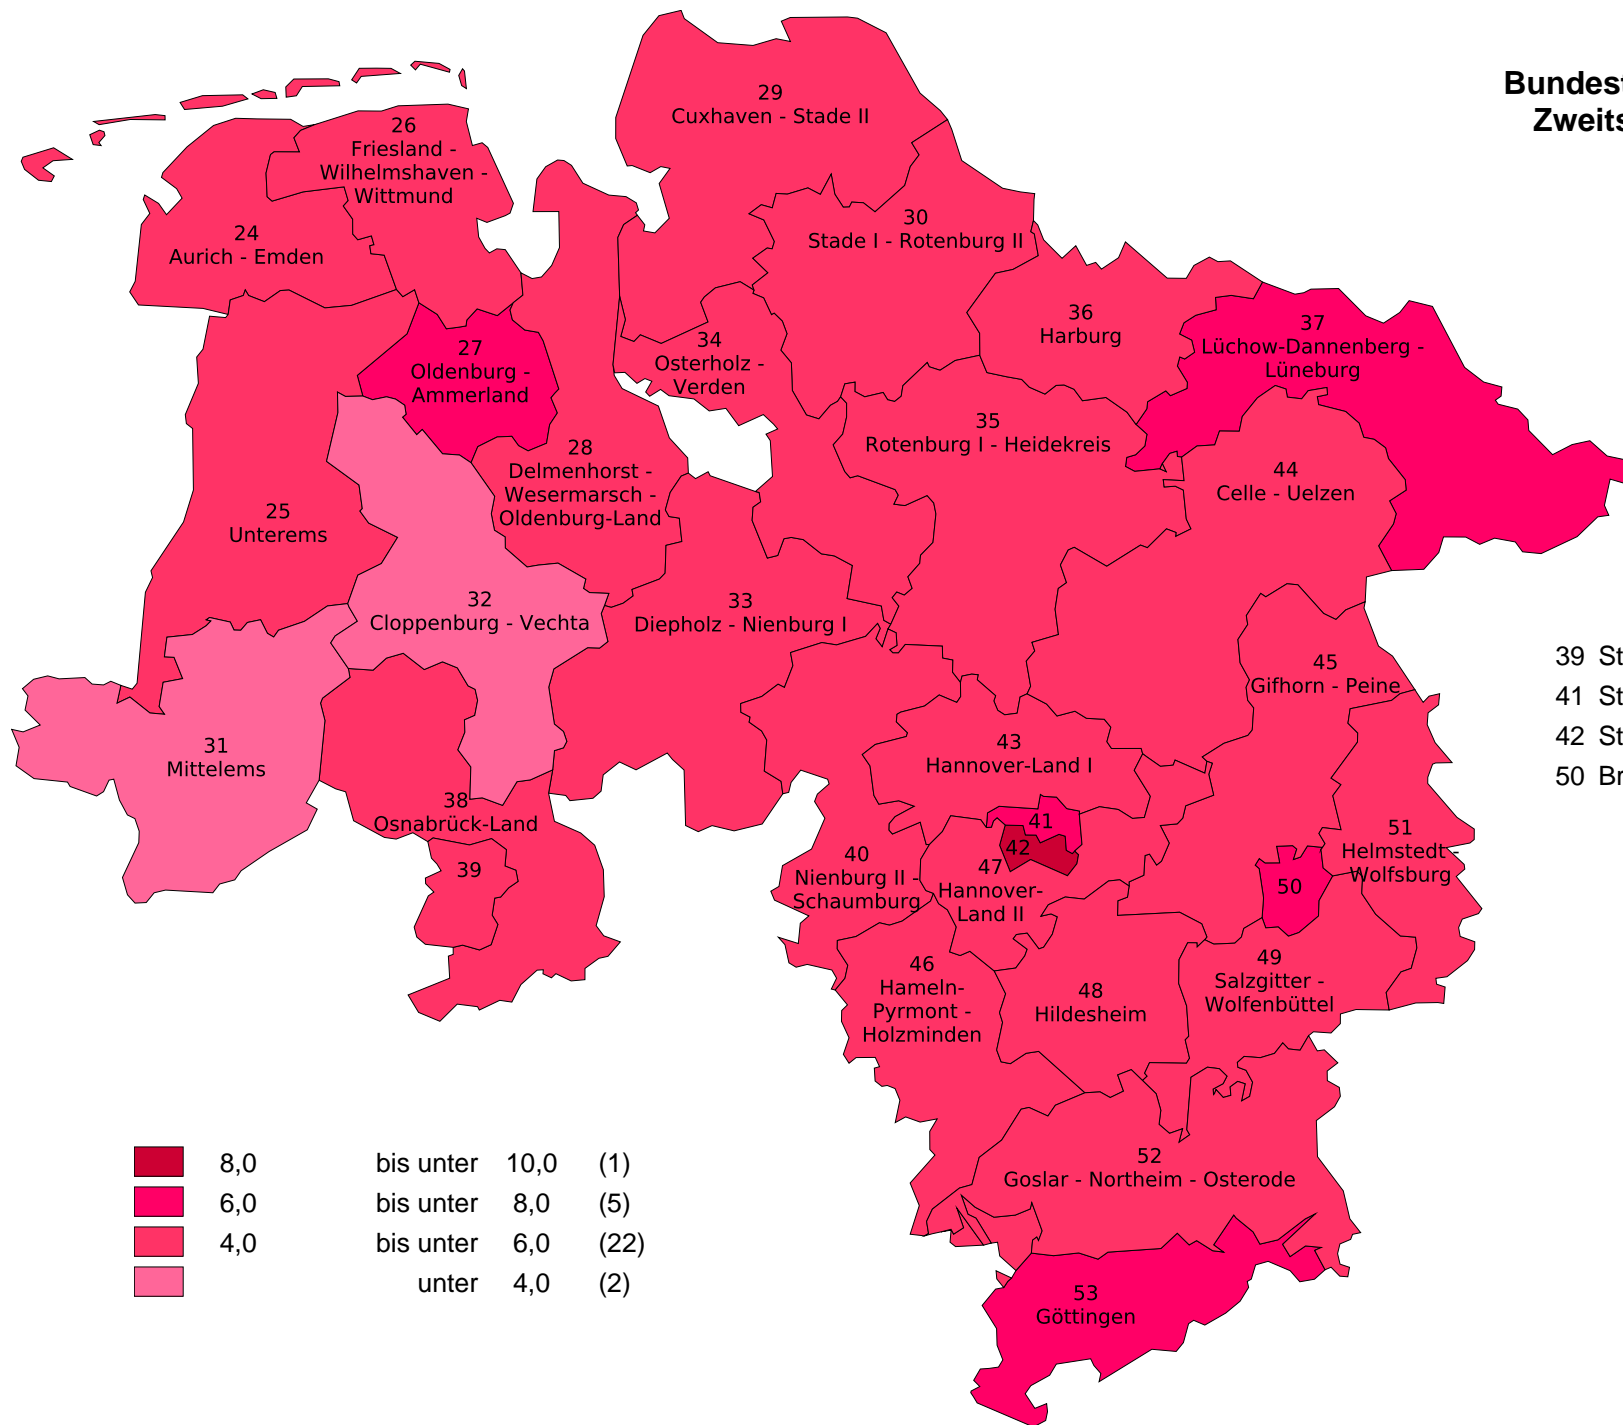 Bundest
Zweits
29
Cuxhaven - Stade II
26
Friesland -
Wilhelmshaven -
Wittmund
24
Aurich - Emden
30
Stade I - Rotenburg II
36
Harburg
37
Lüchow-Dannenberg -
Lüneburg
27
Oldenburg -
Ammerland
34
Osterholz -
Verden
35
Rotenburg I - Heidekreis
28
Delmenhorst -
Wesermarsch -
Oldenburg-Land
44
Celle - Uelzen
25
Unterems
32
Cloppenburg - Vechta
33
Diepholz - Nienburg I
45
Gifhorn - Peine
39 St
41 St
42 St
50 Br
31
Mittelems
43
Hannover-Land I
38
Osnabrück-Land
39
41
42
40
Nienburg II -
Schaumburg
47
Hannover-
Land II
51
Helmstedt -
Wolfsburg
50
46
Hameln-
Pyrmont -
Holzminden
48
Hildesheim
49
Salzgitter -
Wolfenbüttel
52
Goslar - Northeim - Osterode
53
Göttingen
8,0 bis unter 10,0 (1)
6,0 bis unter 8,0 (5)
4,0 bis unter 6,0 (22)
unter 4,0 (2)